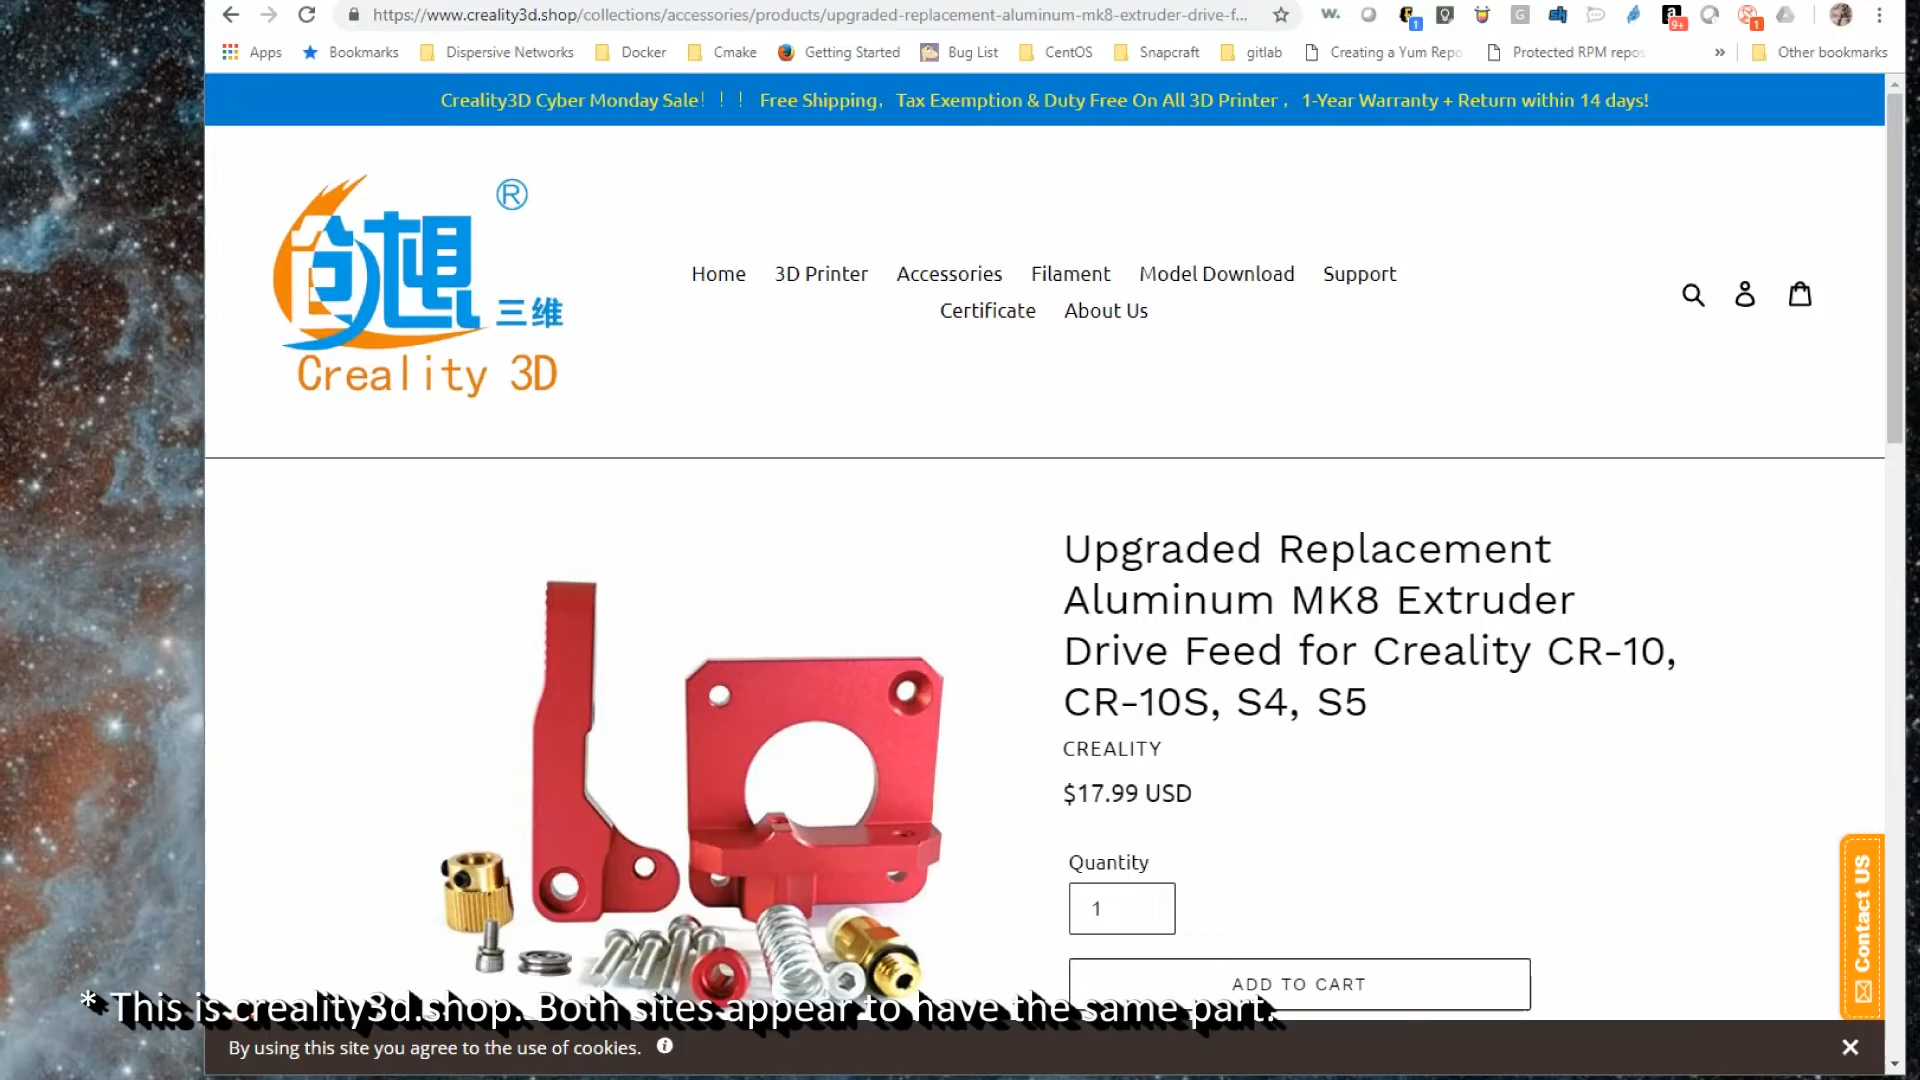 https://www.creality3d.shop/collections/accessories/products/upgraded-replacement-aluminum-mk8-extruder-drive-f...
Apps Bookmarks Dispersive Networks Docker Cmake Getting Started Bug List CentOS Snapcraft gitlab Creating a Yum Repo Protected RPM repos » Other bookmarks
Creality3D Cyber Monday Sale！！！ Free Shipping，Tax Exemption & Duty Free On All 3D Printer，1-Year Warranty + Return within 14 days!
创想
®
三维
Creality 3D
Home 3D Printer Accessories Filament Model Download Support
Certificate About Us
Upgraded Replacement
Aluminum MK8 Extruder
Drive Feed for Creality CR-10,
CR-10S, S4, S5
CREALITY
$17.99 USD
Quantity
1
ADD TO CART
Contact US
* This is creality3d.shop. Both sites appear to have the same part.
By using this site you agree to the use of cookies.